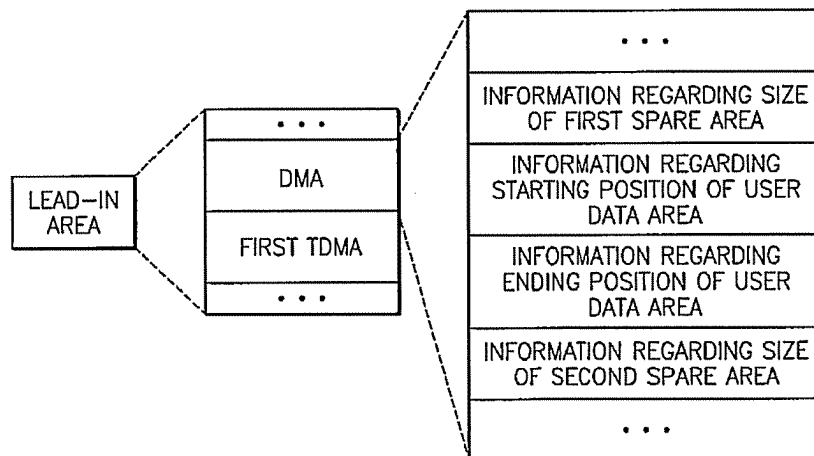 LEAD-IN
AREA
• • •
DMA
FIRST TDMA
• • •
• • •
INFORMATION REGARDING SIZE
OF FIRST SPARE AREA
INFORMATION REGARDING
STARTING POSITION OF USER
DATA AREA
INFORMATION REGARDING
ENDING POSITION OF USER
DATA AREA
INFORMATION REGARDING SIZE
OF SECOND SPARE AREA
• • •